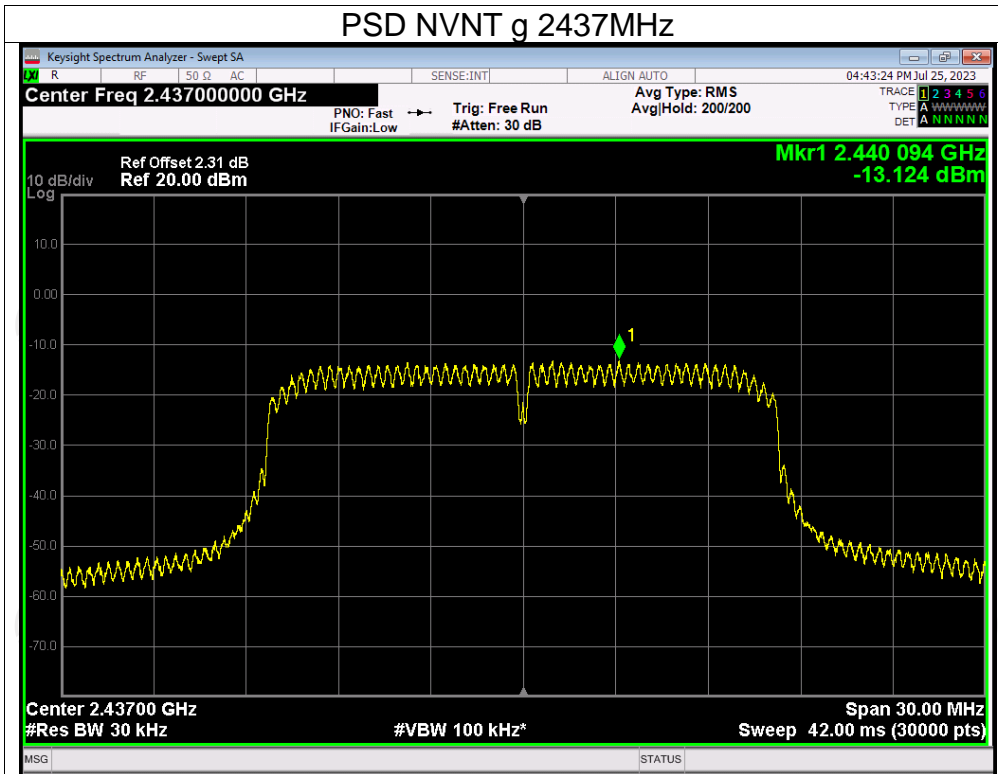 PSD NVNT g 2437MHz
Keysight Spectrum Analyzer - Swept SA
LXI R RF 50 Ω AC SENSE:INT ALIGN AUTO 04:43:24 PM Jul 25, 2023
Center Freq 2.437000000 GHz Avg Type: RMS TRACE 1 2 3 4 5 6
PNO: Fast Trig: Free Run Avg|Hold: 200/200 TYPE A WWWWW
IFGain:Low #Atten: 30 dB DET A N N N N N
Mkr1 2.440 094 GHz
Ref Offset 2.31 dB
10 dB/div Ref 20.00 dBm -13.124 dBm
Log
10.0
0.00
1
-10.0
-20.0
-30.0
-40.0
-50.0
-60.0
-70.0
Center 2.43700 GHz Span 30.00 MHz
#Res BW 30 kHz #VBW 100 kHz* Sweep 42.00 ms (30000 pts)
MSG STATUS